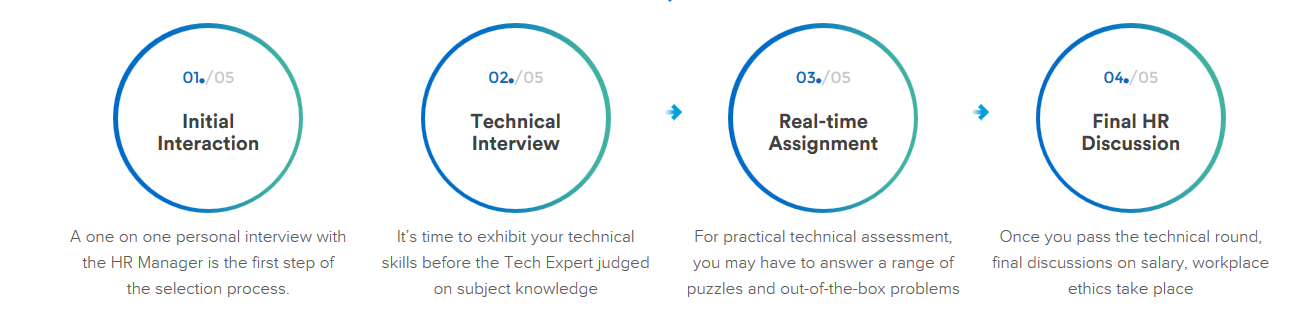 01./05
Initial
Interaction
A one on one personal interview with
the HR Manager is the first step of
the selection process.
02./05
Technical
Interview
It's time to exhibit your technical
skills before the Tech Expert judged
on subject knowledge
03./05
Real-time
Assignment
For practical technical assessment,
you may have to answer a range of
puzzles and out-of-the-box problems
04./05
Final HR
Discussion
Once you pass the technical round,
final discussions on salary, workplace
ethics take place